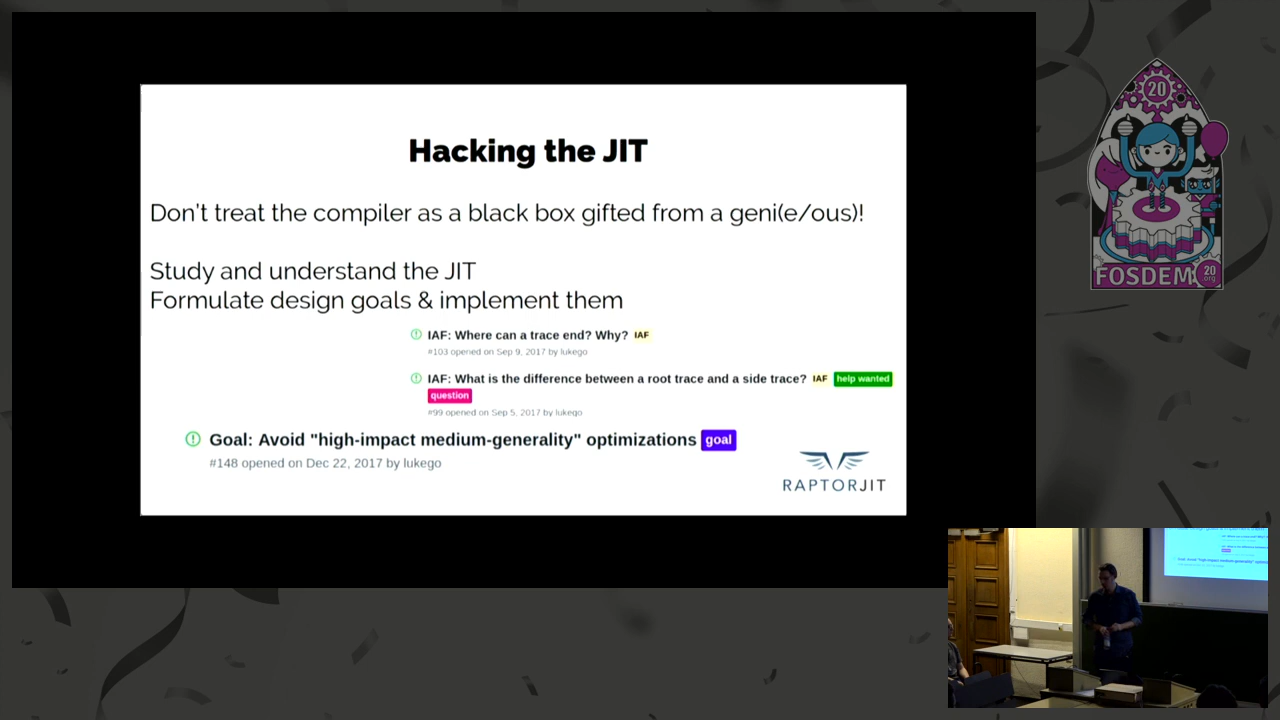 Hacking the JIT
Don't treat the compiler as a black box gifted from a geni(e/ous)!
Study and understand the JIT
Formulate design goals & implement them
IAF: Where can a trace end? Why? IAF
#103 opened on Sep 9, 2017 by lukego
IAF: What is the difference between a root trace and a side trace? IAF help wanted
question
#99 opened on Sep 5, 2017 by lukego
Goal: Avoid "high-impact medium-generality" optimizations goal
#148 opened on Dec 22, 2017 by lukego
RAPTORJIT
20
FOSDEM 20
.org